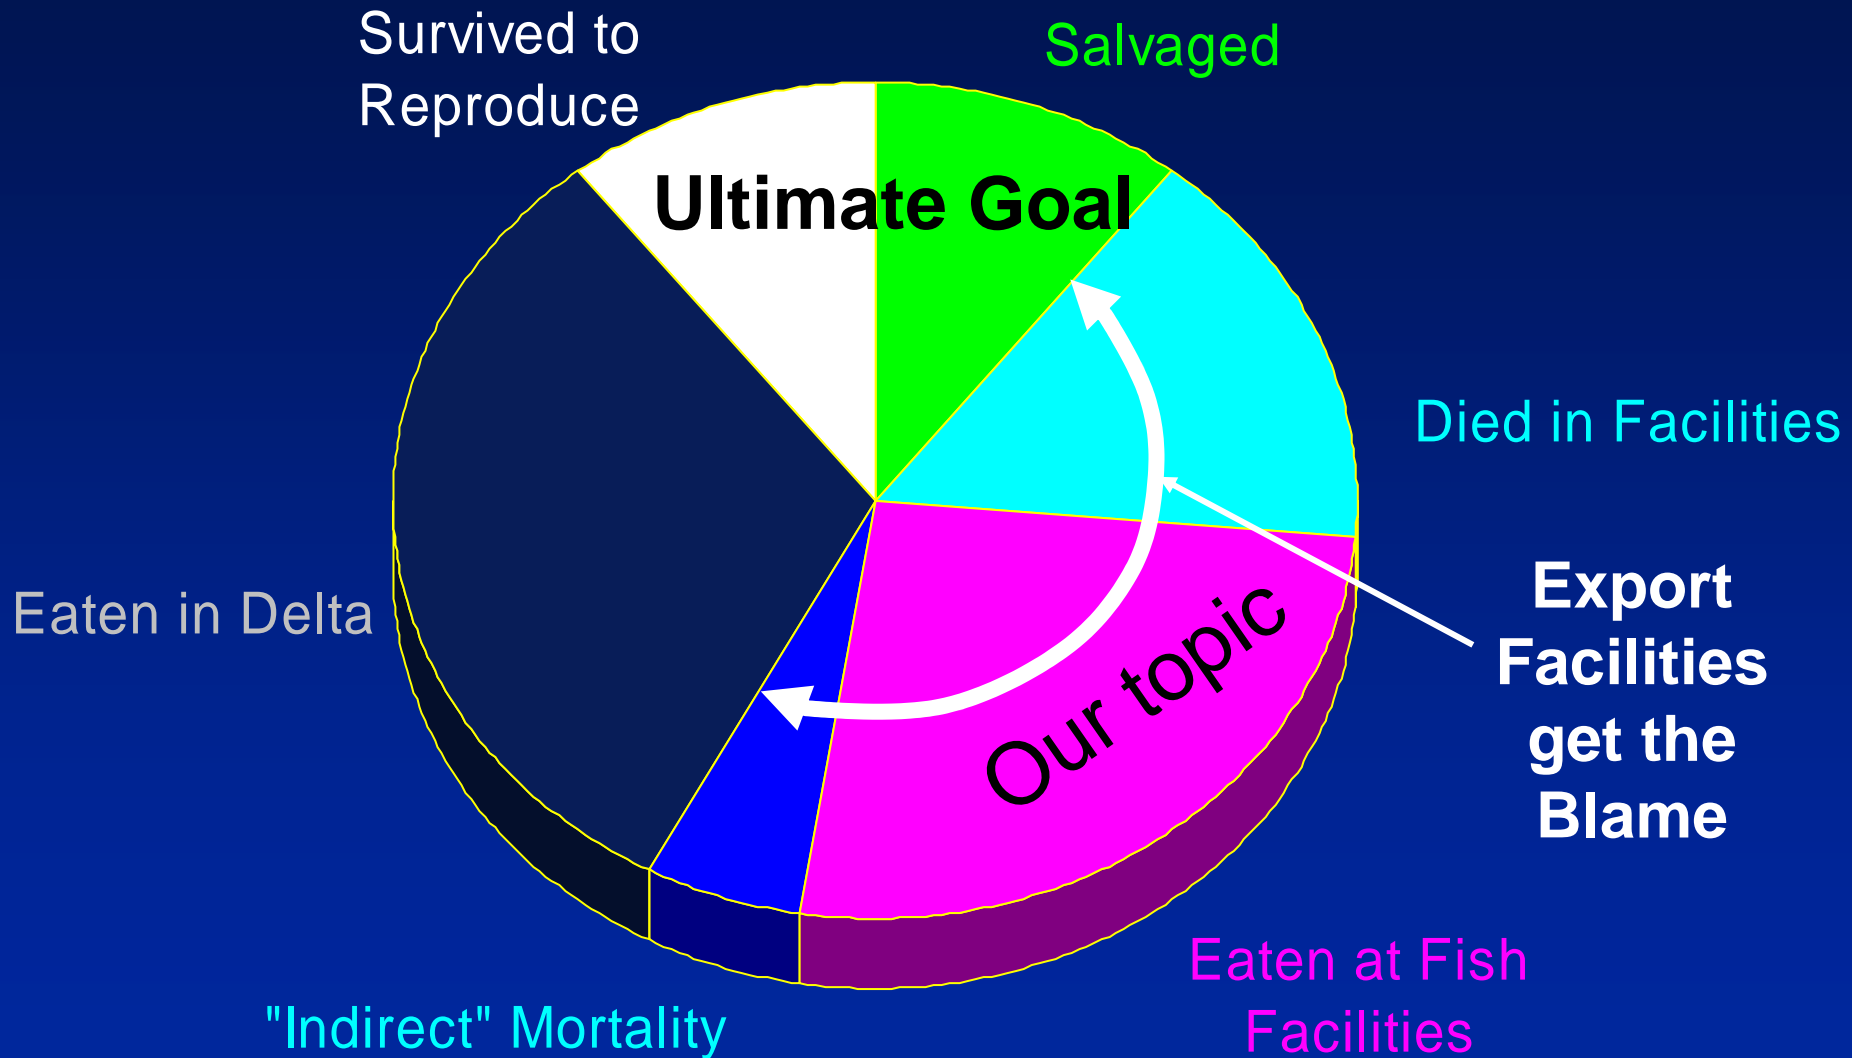 Survived to
Reproduce
Salvaged
Ultimate Goal
Died in Facilities
Export
Facilities
get the
Blame
Eaten in Delta
Our topic
Eaten at Fish
Facilities
"Indirect" Mortality